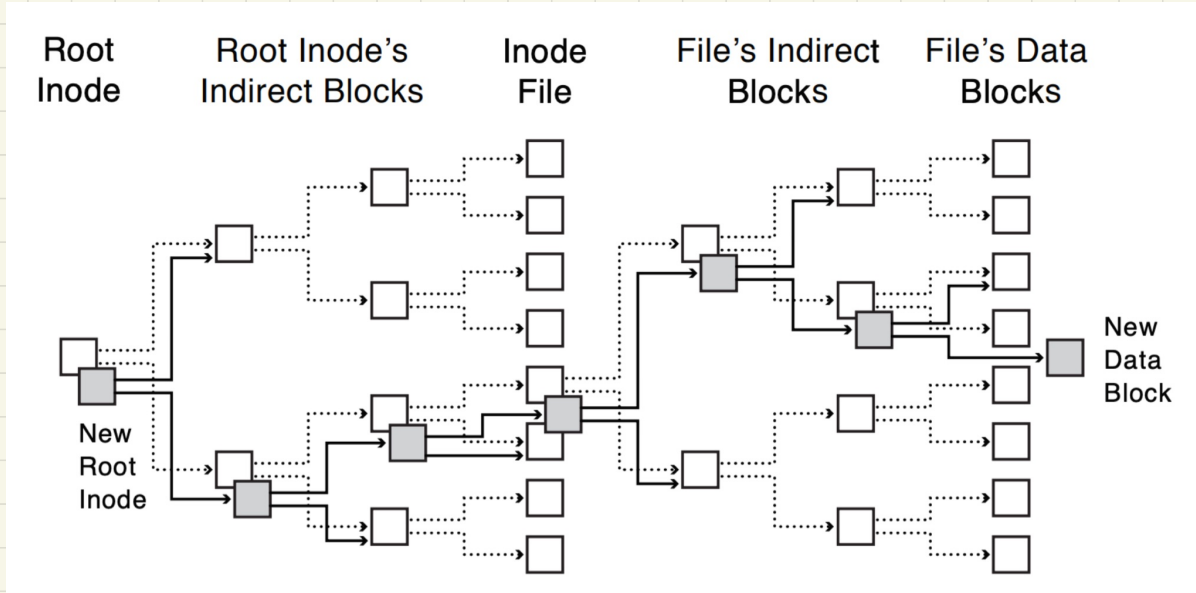 Root
Inode
Root Inode's
Indirect Blocks
Inode
File
File's Indirect
Blocks
File's Data
Blocks
New
Root
Inode
New
Data
Block